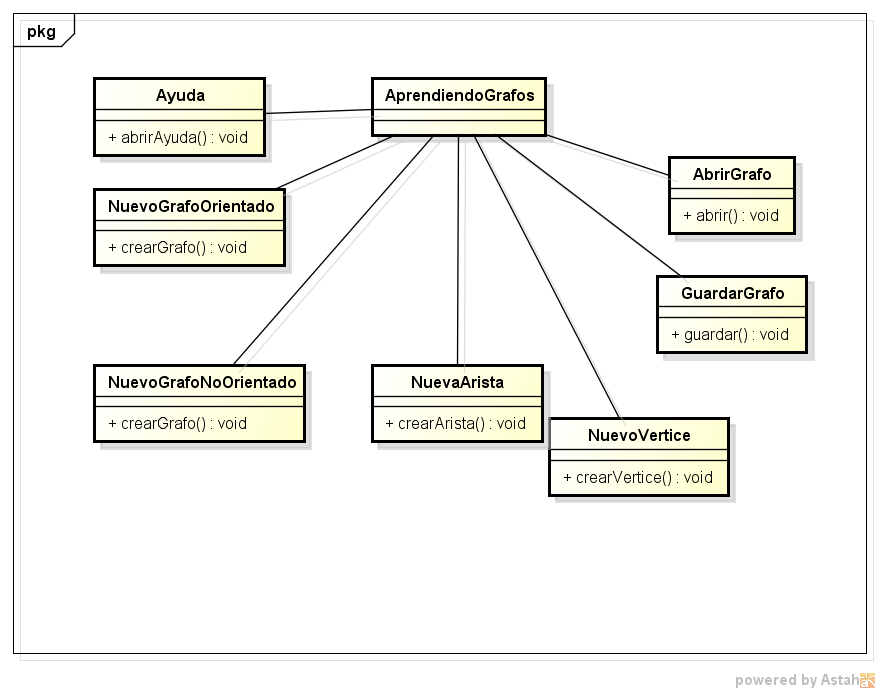 pkg
Ayuda
+ abrirAyuda() : void
AprendiendoGrafos
AbrirGrafo
+ abrir() : void
NuevoGrafoOrientado
+ crearGrafo() : void
GuardarGrafo
+ guardar() : void
NuevoGrafoNoOrientado
+ crearGrafo() : void
NuevaArista
+ crearArista() : void
NuevoVertice
+ crearVertice() : void
powered by Astah